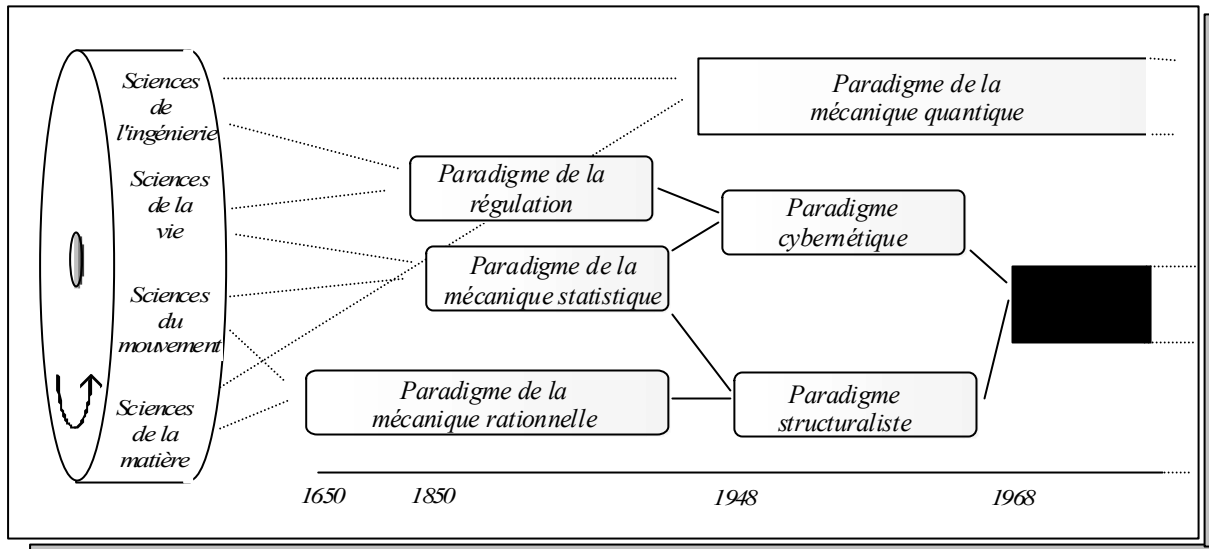 Sciences
de
l'ingénierie
Sciences
de la
vie
Sciences
du
mouvement
Sciences
de la
matière
Paradigme de la
mécanique quantique
Paradigme de la
régulation
Paradigme
cybernétique
Paradigme de la
mécanique statistique
Paradigme de la
mécanique rationnelle
Paradigme
structuraliste
1650
1850
1948
1968